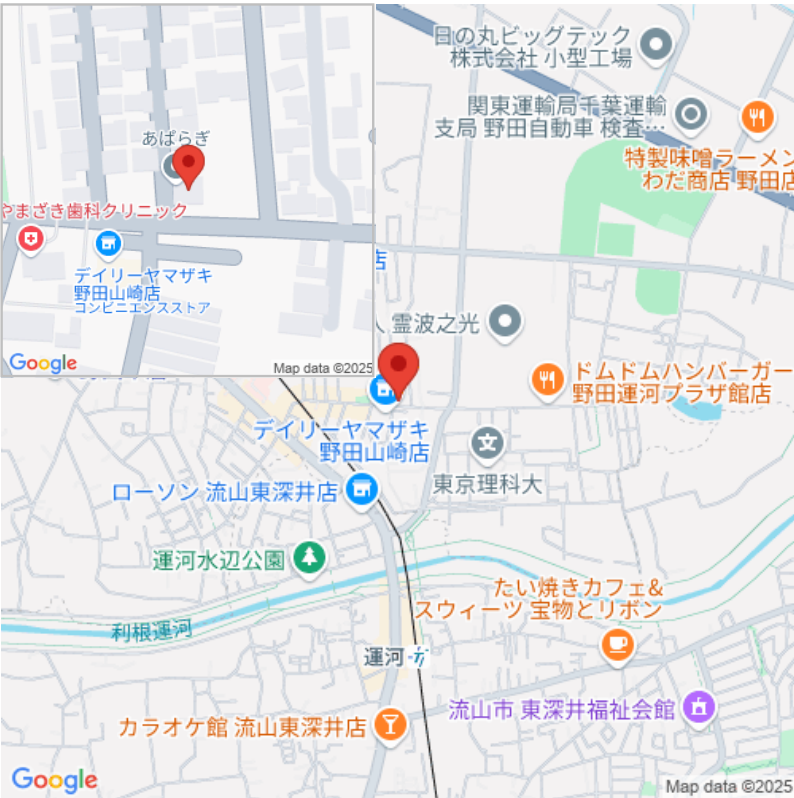 あぱらぎ
やまざき歯科クリニック
デイリーヤマザキ
野田山崎店
コンビニエンスストア
Google
Map data ©2025
日の丸ビッグテック
株式会社 小型工場
関東運輸局千葉運輸
支局 野田自動車 検査…
特製味噌ラーメン
わだ商店 野田店
店
霊波之光
ドムドムハンバーガー
野田運河プラザ館店
デイリーヤマザキ
野田山崎店
東京理科大
ローソン 流山東深井店
運河水辺公園
たい焼きカフェ&
スウィーツ 宝物とリボン
利根運河
運河
流山市 東深井福祉会館
カラオケ館 流山東深井店
Google
Map data ©2025